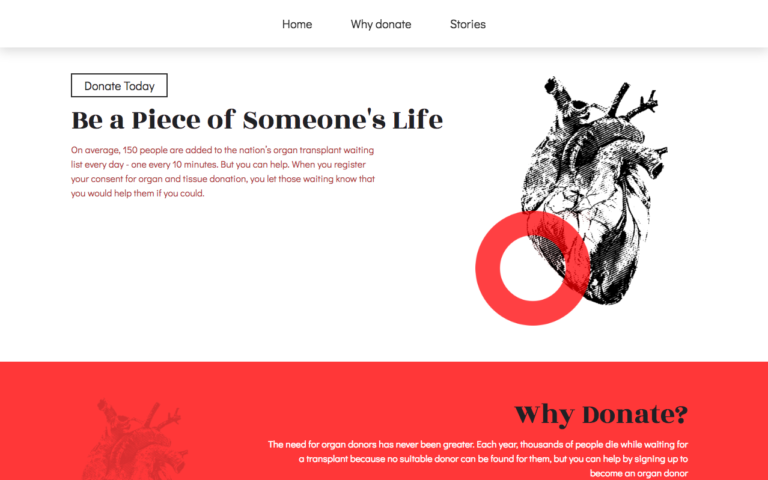 Home Why donate Stories
Donate Today
Be a Piece of Someone's Life
On average, 150 people are added to the nation's organ transplant waiting
list every day - one every 10 minutes. But you can help. When you register
your consent for organ and tissue donation, you let those waiting know that
you would help them if you could.
Why Donate?
The need for organ donors has never been greater. Each year, thousands of people die while waiting for
a transplant because no suitable donor can be found for them, but you can help by signing up to
become an organ donor